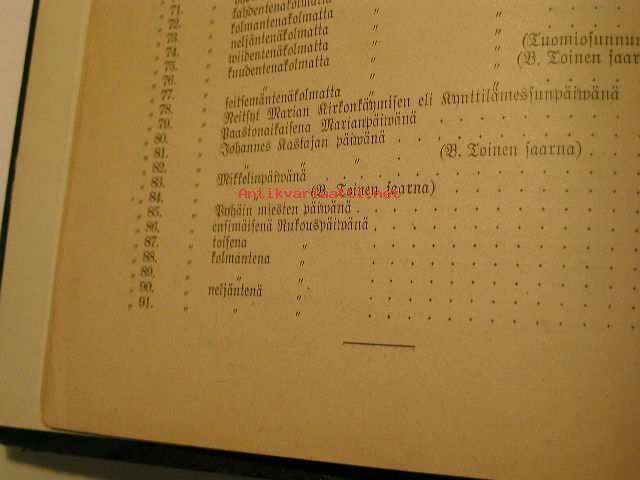 71. " kahdentenakolmatta " "
72. " kolmantenakolmatta " "
73. " neljäntenäkolmatta " " (Tuomiosunnun
74. " wiidentenäkolmatta " "
75. " kuudentenakolmatta " " (B. Toinen saar
76. " " "
77. " seitsemäntenäkolmatta " "
78. " Neitsyt Marian Kirkonkäymisen eli Kynttilämessunpäiwänä
79. " Paastonaikaisena Marianpäiwänä
80. " Johannes Kastajan päiwänä
81. " " " (B. Toinen saarna)
82. " Mikkelinpäiwänä
83. " (B. Toinen saarna)
Antikvariaatti.net
84. " Pyhäin miesten päiwänä
85. " ensimäisenä Rukouspäiwänä
86. " toisena "
87. " kolmantena "
88. " "
89. " neljäntenä "
90. " " "
91. "